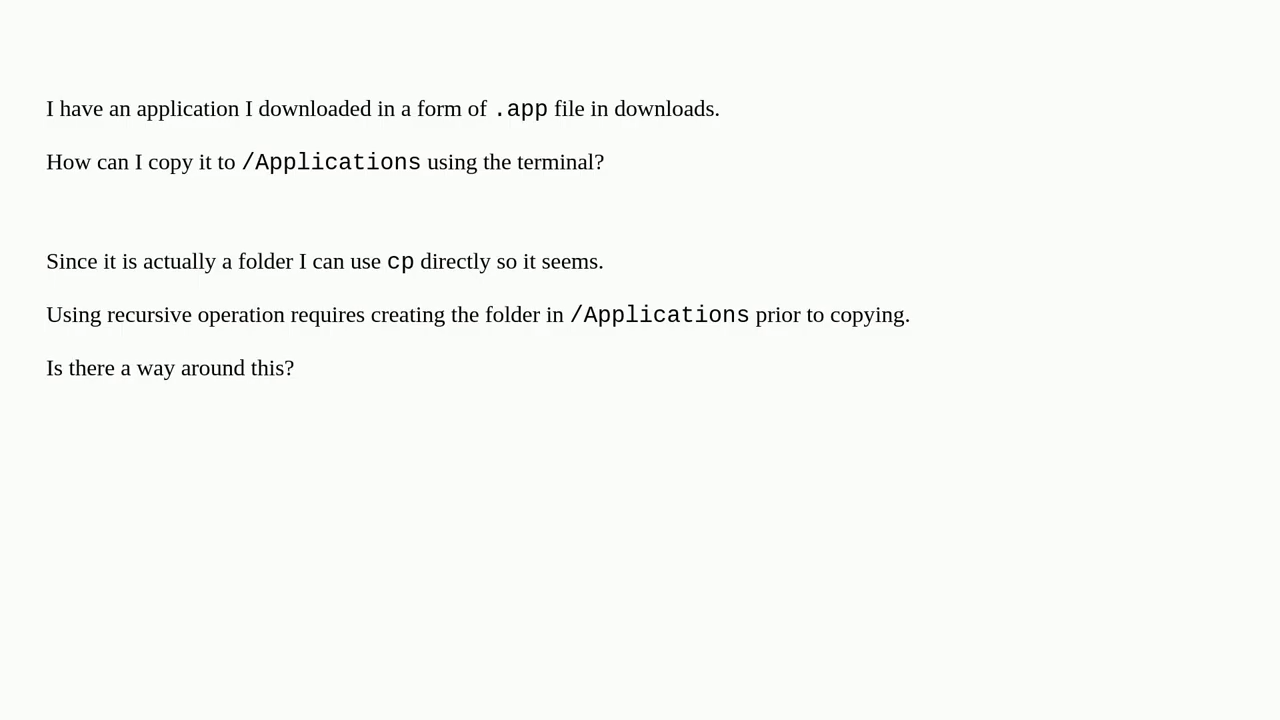 I have an application I downloaded in a form of .app file in downloads.
How can I copy it to /Applications using the terminal?
Since it is actually a folder I can use cp directly so it seems.
Using recursive operation requires creating the folder in /Applications prior to copying.
Is there a way around this?